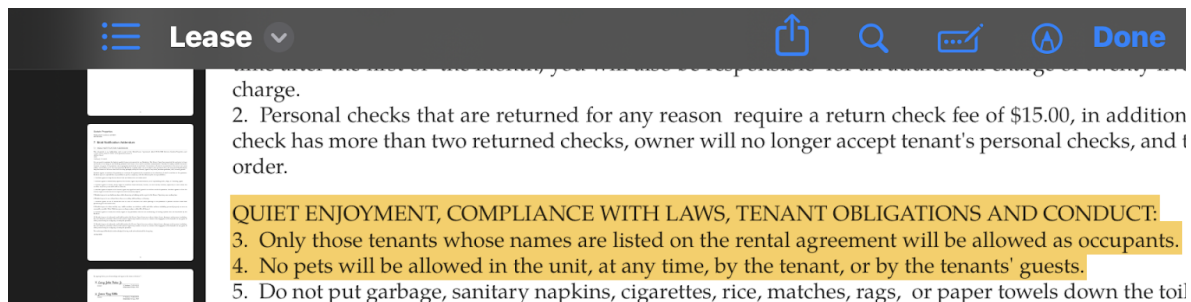 Lease
Done
charge.
2. Personal checks that are returned for any reason require a return check fee of $15.00, in addition
check has more than two returned checks, owner will no longer accept tenant's personal checks, and t
order.
QUIET ENJOYMENT, COMPLIANCE WITH LAWS, TENANT OBLIGATIONS AND CONDUCT:
3. Only those tenants whose names are listed on the rental agreement will be allowed as occupants.
4. No pets will be allowed in the unit, at any time, by the tenant, or by the tenants' guests.
5. Do not put garbage, sanitary napkins, cigarettes, rice, matches, rags, or paper towels down the toil